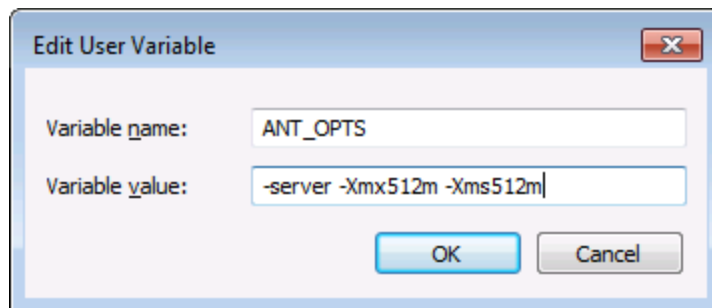 Edit User Variable
Variable name: ANT_OPTS
Variable value: -server -Xmx512m -Xms512m
OK Cancel